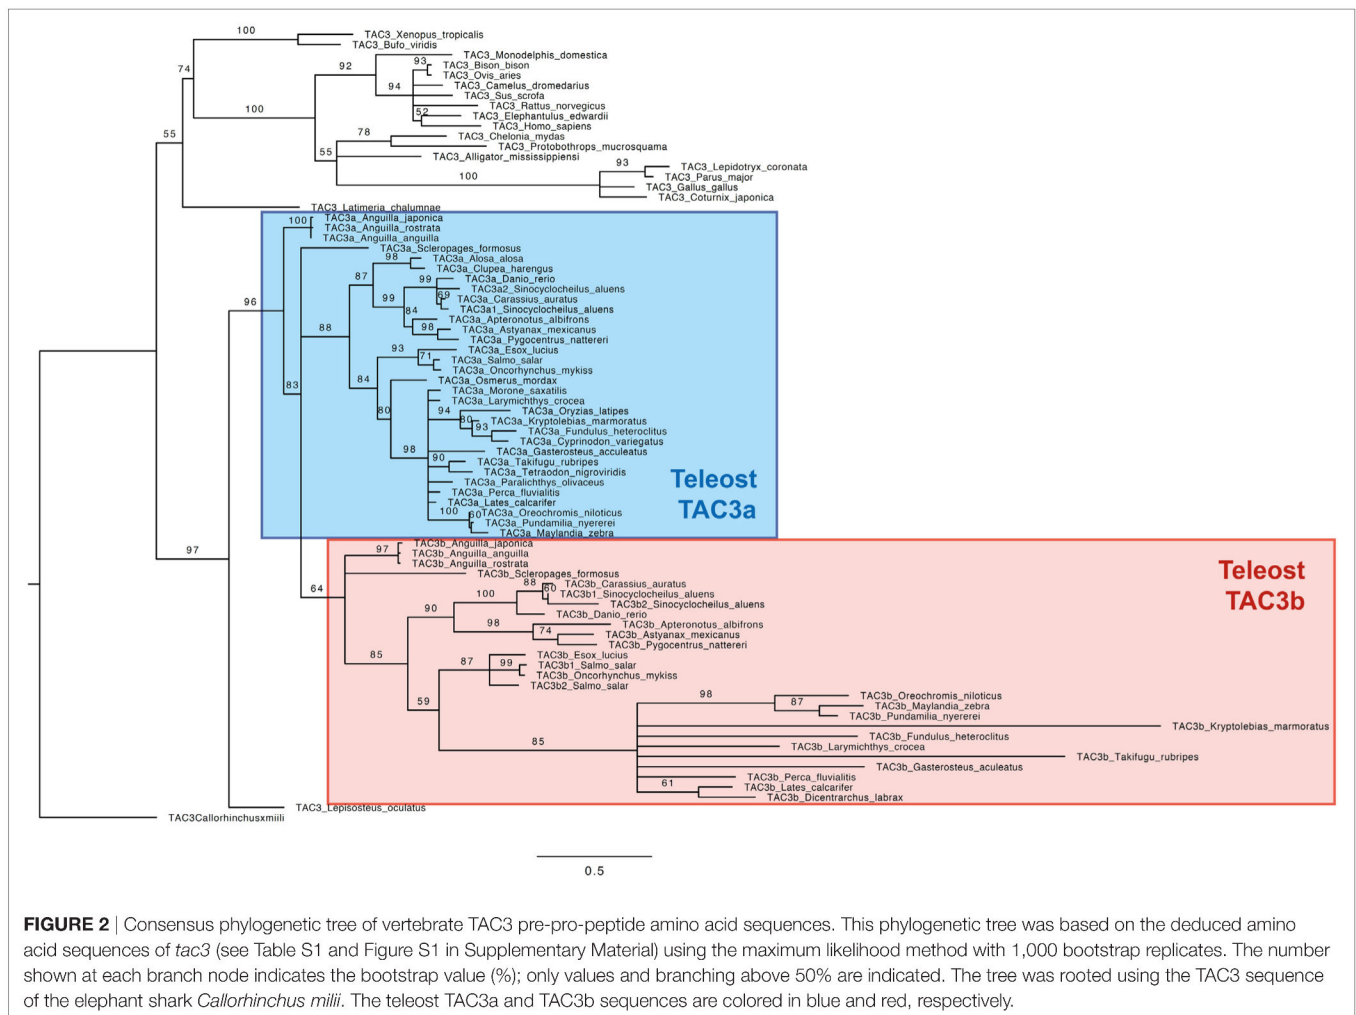 100
TAC3_Xenopus_tropicalis
TAC3_Bufo_viridis
74
TAC3_Monodelphis_domestica
93
TAC3_Bison_bison
92
TAC3_Ovis_aries
94
TAC3_Camelus_dromedarius
TAC3_Sus_scrofa
100
TAC3_Rattus_norvegicus
52
TAC3_Elephantulus_edwardii
TAC3_Homo_sapiens
55
78
TAC3_Chelonia_mydas
TAC3_Protobothrops_mucrosquama
55
TAC3_Alligator_mississippiensi
93
TAC3_Lepidotryx_coronata
100
TAC3_Parus_major
TAC3_Gallus_gallus
TAC3_Coturnix_japonica
TAC3_Latimeria_chalumnae
100
TAC3a_Anguilla_japonica
TAC3a_Anguilla_rostrata
TAC3a_Anguilla_anguilla
TAC3a_Scleropages_formosus
98
TAC3a_Alosa_alosa
TAC3a_Clupea_harengus
87
99
TAC3a_Danio_rerio
TAC3a2_Sinocyclocheilus_aluens
96
99
69
TAC3a_Carassius_auratus
84
TAC3a1_Sinocyclocheilus_aluens
TAC3a_Apteronotus_albifrons
88
98
TAC3a_Astyanax_mexicanus
TAC3a_Pygocentrus_nattereri
93
TAC3a_Esox_lucius
71
TAC3a_Salmo_salar
TAC3a_Oncorhynchus_mykiss
84
TAC3a_Osmerus_mordax
83
TAC3a_Morone_saxatilis
TAC3a_Larymichthys_crocea
80
94
TAC3a_Oryzias_latipes
80
TAC3a_Kryptolebias_marmoratus
93
TAC3a_Fundulus_heteroclitus
TAC3a_Cyprinodon_variegatus
98
TAC3a_Gasterosteus_acculeatus
90
TAC3a_Takifugu_rubripes
TAC3a_Tetraodon_nigroviridis
TAC3a_Paralichthys_olivaceus
TAC3a_Perca_fluvialitis
TAC3a_Lates_calcarifer
100
60
TAC3a_Oreochromis_niloticus
TAC3a_Pundamilia_nyererei
TAC3a_Maylandia_zebra
Teleost
TAC3a
97
97
TAC3b_Anguilla_japonica
TAC3b_Anguilla_anguilla
TAC3b_Anguilla_rostrata
TAC3b_Scleropages_formosus
64
88
60
TAC3b_Carassius_auratus
100
TAC3b1_Sinocyclocheilus_aluens
TAC3b2_Sinocyclocheilus_aluens
90
TAC3b_Danio_rerio
98
74
TAC3b_Apteronotus_albifrons
TAC3b_Astyanax_mexicanus
TAC3b_Pygocentrus_nattereri
85
TAC3b_Esox_lucius
87
99
TAC3b1_Salmo_salar
TAC3b_Oncorhynchus_mykiss
TAC3b2_Salmo_salar
59
98
TAC3b_Oreochromis_niloticus
87
TAC3b_Maylandia_zebra
TAC3b_Pundamilia_nyererei
TAC3b_Kryptolebias_marmoratus
85
TAC3b_Fundulus_heteroclitus
TAC3b_Larymichthys_crocea
TAC3b_Takifugu_rubripes
TAC3b_Gasterosteus_aculeatus
TAC3b_Perca_fluvialitis
61
TAC3b_Lates_calcarifer
TAC3b_Dicentrarchus_labrax
Teleost
TAC3b
TAC3_Lepisosteus_oculatus
TAC3Callorhinchusxmiili
0.5
FIGURE 2 | Consensus phylogenetic tree of vertebrate TAC3 pre-pro-peptide amino acid sequences. This phylogenetic tree was based on the deduced amino
acid sequences of tac3 (see Table S1 and Figure S1 in Supplementary Material) using the maximum likelihood method with 1,000 bootstrap replicates. The number
shown at each branch node indicates the bootstrap value (%); only values and branching above 50% are indicated. The tree was rooted using the TAC3 sequence
of the elephant shark Callorhinchus milii. The teleost TAC3a and TAC3b sequences are colored in blue and red, respectively.